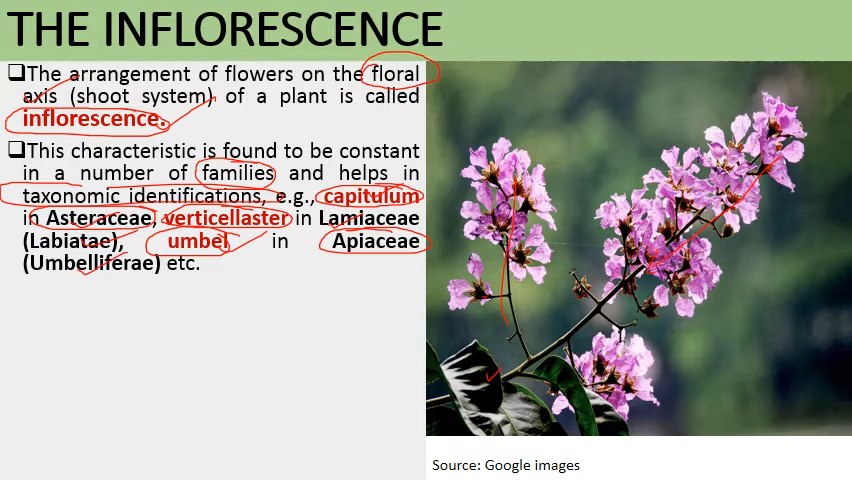 THE INFLORESCENCE
❑The arrangement of flowers on the floral
axis (shoot system) of a plant is called
inflorescence.
❑This characteristic is found to be constant
in a number of families and helps in
taxonomic identifications, e.g., capitulum
in Asteraceae, verticellaster in Lamiaceae
(Labiatae), umbel in Apiaceae
(Umbelliferae) etc.
Source: Google images